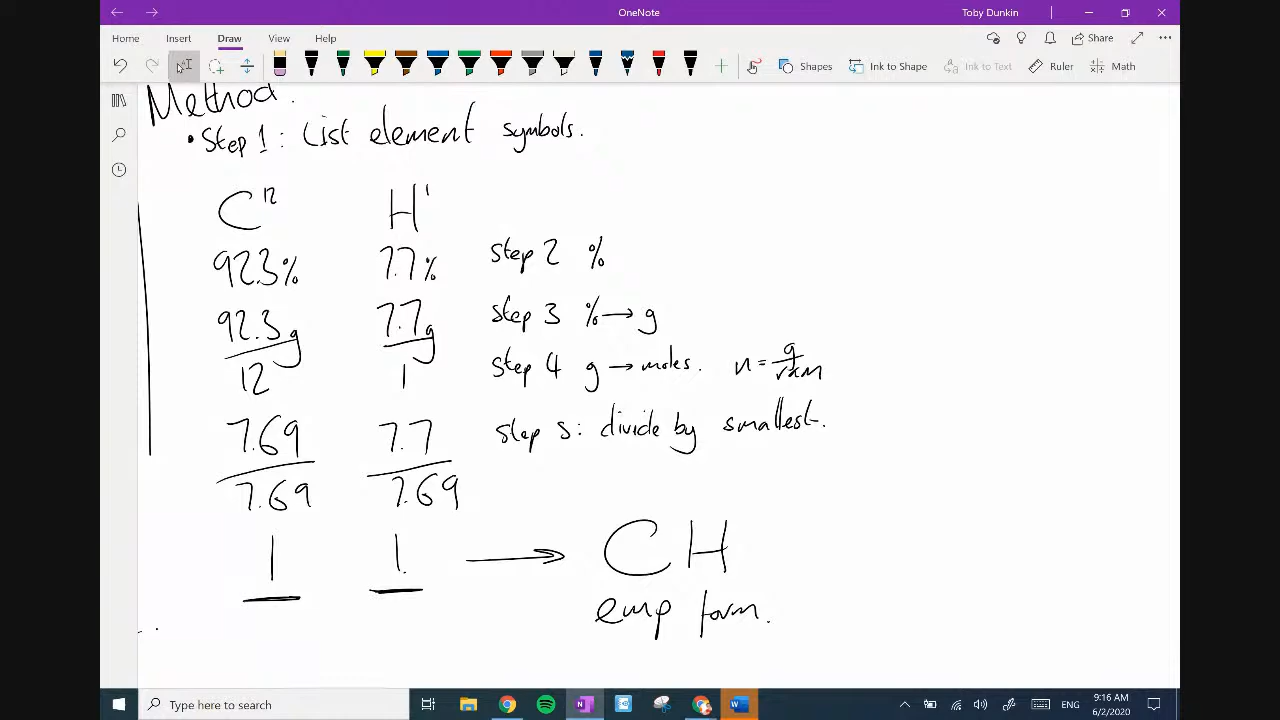 OneNote
Toby Dunkin
Home Insert Draw View Help
Share
Shapes Ink to Shape Ink to Text Ruler Math
Method.
• Step 1: List element symbols.
C¹² H¹
92.3% 7.7% step 2 %
92.3g 7.7g step 3 % → g
12 1 step 4 g → moles. n = g/ram
7.69 7.7 step 5: divide by smallest.
7.69 7.69
1 1. → CH
emp form.
Type here to search
ENG
9:16 AM
6/2/2020